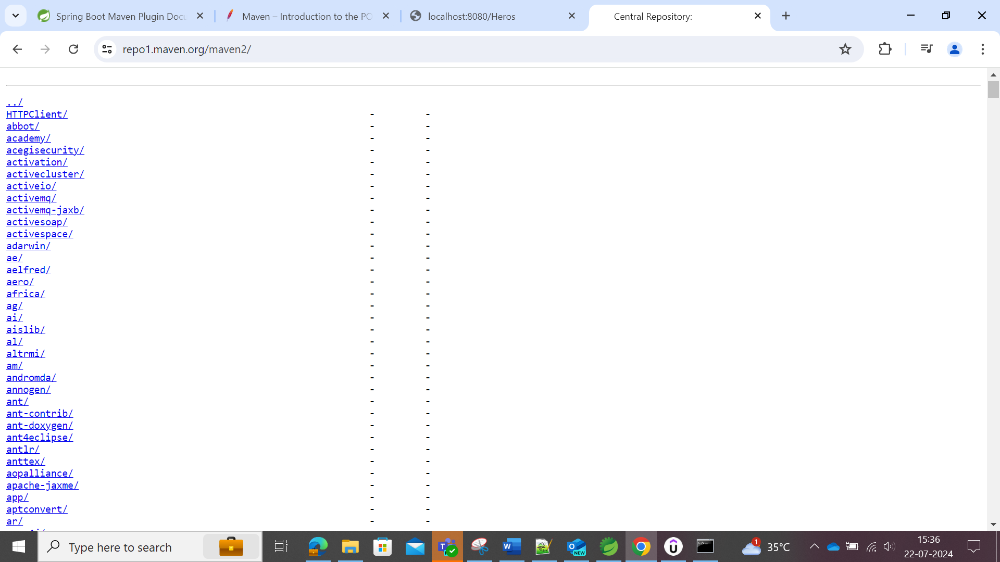 Spring Boot Maven Plugin Docu
Maven – Introduction to the PO
localhost:8080/Heros
Central Repository:
repo1.maven.org/maven2/
../
HTTPClient/ - -
abbot/ - -
academy/ - -
acegisecurity/ - -
activation/ - -
activecluster/ - -
activeio/ - -
activemq/ - -
activemq-jaxb/ - -
activesoap/ - -
activespace/ - -
adarwin/ - -
ae/ - -
aelfred/ - -
aero/ - -
africa/ - -
ag/ - -
ai/ - -
aislib/ - -
al/ - -
altrmi/ - -
am/ - -
andromda/ - -
annogen/ - -
ant/ - -
ant-contrib/ - -
ant-doxygen/ - -
ant4eclipse/ - -
antlr/ - -
anttex/ - -
aopalliance/ - -
apache-jaxme/ - -
app/ - -
aptconvert/ - -
ar/ - -
Type here to search
NEW
1
35°C
15:36
22-07-2024